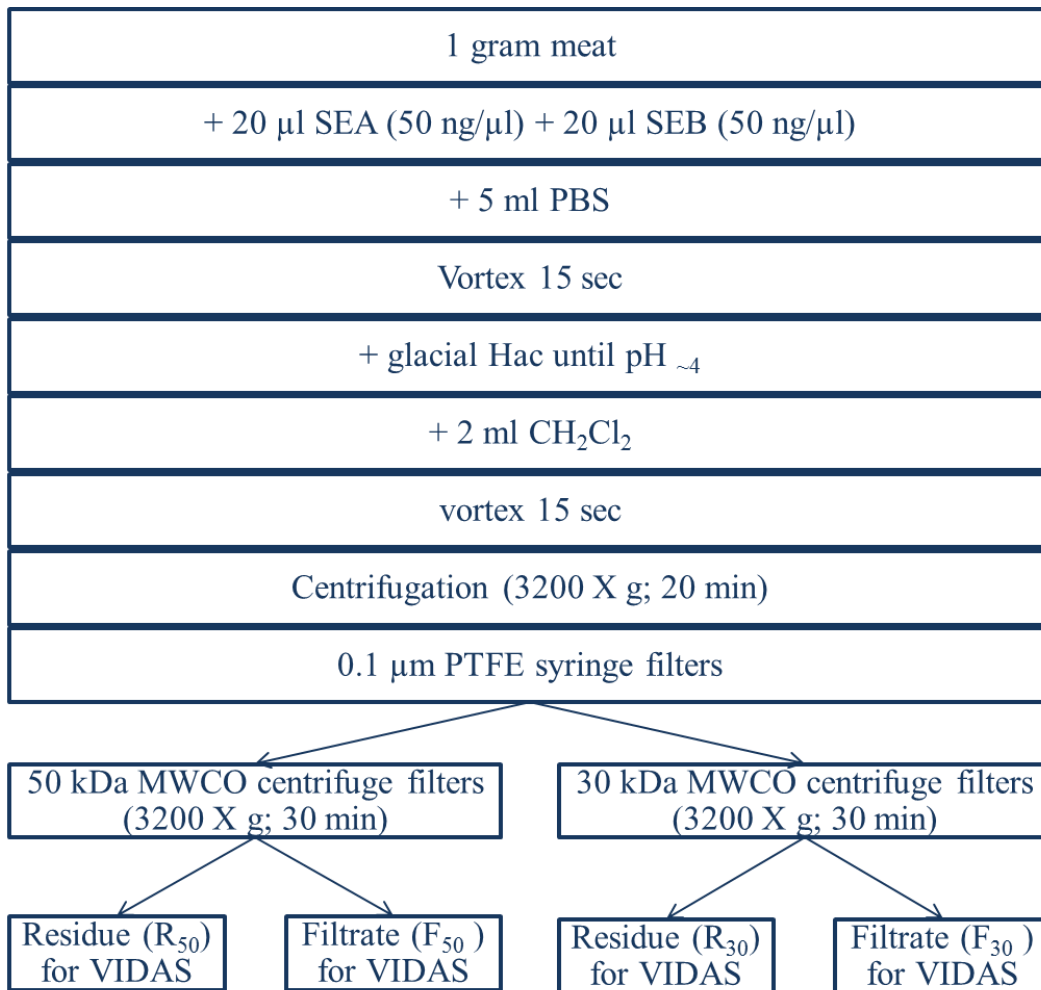 1 gram meat
+ 20 µl SEA (50 ng/µl) + 20 µl SEB (50 ng/µl)
+ 5 ml PBS
Vortex 15 sec
+ glacial Hac until pH ~4
+ 2 ml CH₂Cl₂
vortex 15 sec
Centrifugation (3200 X g; 20 min)
0.1 µm PTFE syringe filters
50 kDa MWCO centrifuge filters
(3200 X g; 30 min)
30 kDa MWCO centrifuge filters
(3200 X g; 30 min)
Residue (R₅₀)
for VIDAS
Filtrate (F₅₀ )
for VIDAS
Residue (R₃₀)
for VIDAS
Filtrate (F₃₀ )
for VIDAS